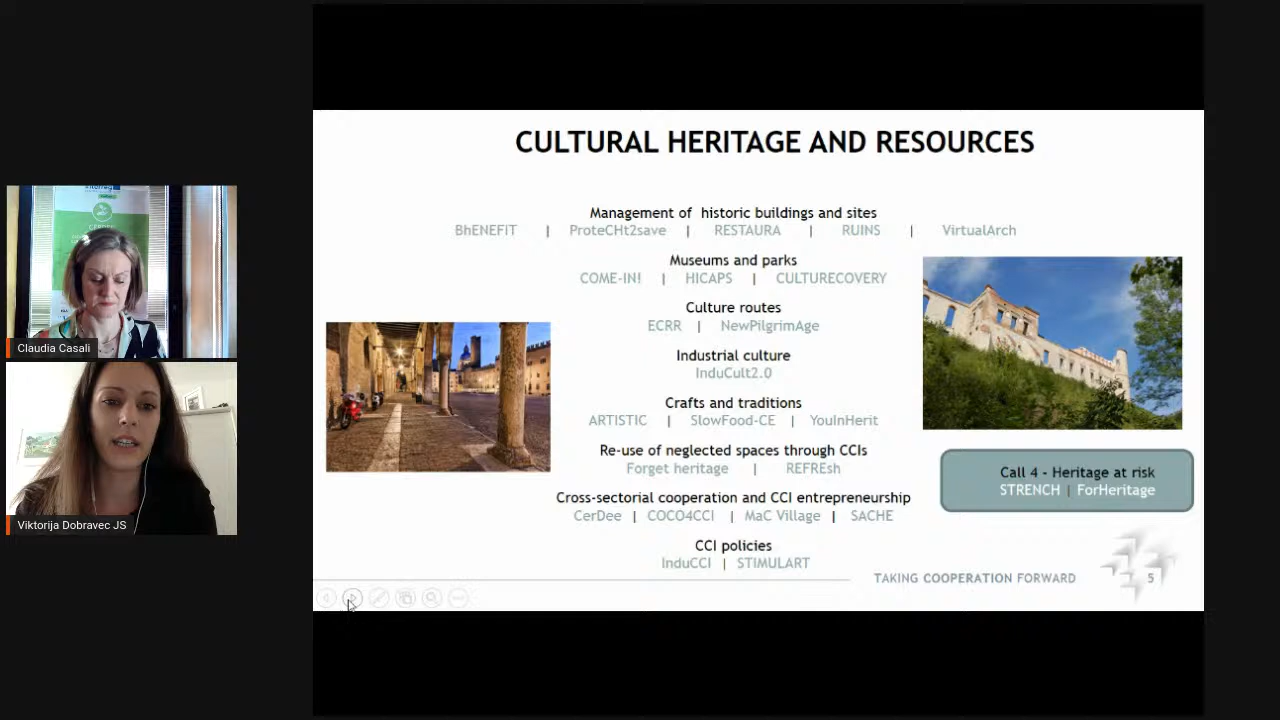 CULTURAL HERITAGE AND RESOURCES
Management of historic buildings and sites
BhENEFIT | ProteCHt2save | RESTAURA | RUINS | VirtualArch
Museums and parks
COME-IN! | HICAPS | CULTURECOVERY
Culture routes
ECRR | NewPilgrimAge
Industrial culture
InduCult2.0
Crafts and traditions
ARTISTIC | SlowFood-CE | YouInHerit
Re-use of neglected spaces through CCIs
Forget heritage | REFREsh
Cross-sectorial cooperation and CCI entrepreneurship
CerDee | COCO4CCI | MaC Village | SACHE
CCI policies
InduCCI | STIMULART
Call 4 - Heritage at risk
STRENCH | ForHeritage
TAKING COOPERATION FORWARD
5
Interreg
Claudia Casali
Viktorija Dobravec JS